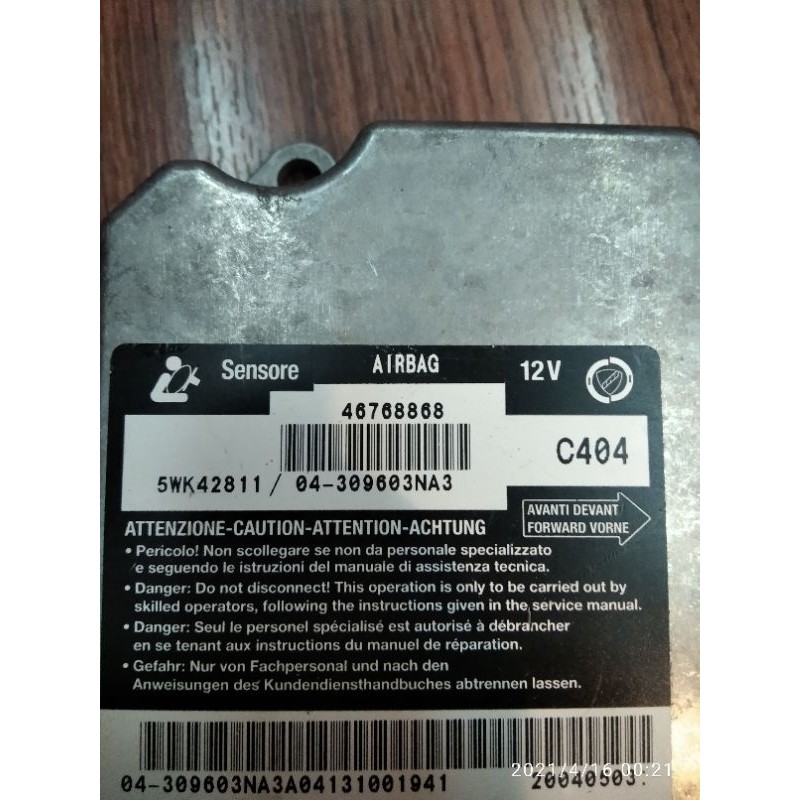 Sensore AIRBAG 12V
46768868
C404
5WK42811 / 04-309603NA3
AVANTI DEVANT
FORWARD VORNE
ATTENZIONE-CAUTION-ATTENTION-ACHTUNG
• Pericolo! Non scollegare se non da personale specializzato
e seguendo le istruzioni del manuale di assistenza tecnica.
• Danger: Do not disconnect! This operation is only to be carried out by
skilled operators, following the instructions given in the service manual.
• Danger: Seul le personel spécialisé est autorisé à débrancher
en se tenant aux instructions du manuel de réparation.
• Gefahr: Nur von Fachpersonal und nach den
Anweisungen des Kundendiensthandbuches abtrennen lassen.
2021/4/16 00:21
04-309603NA3A04131001941 20040503